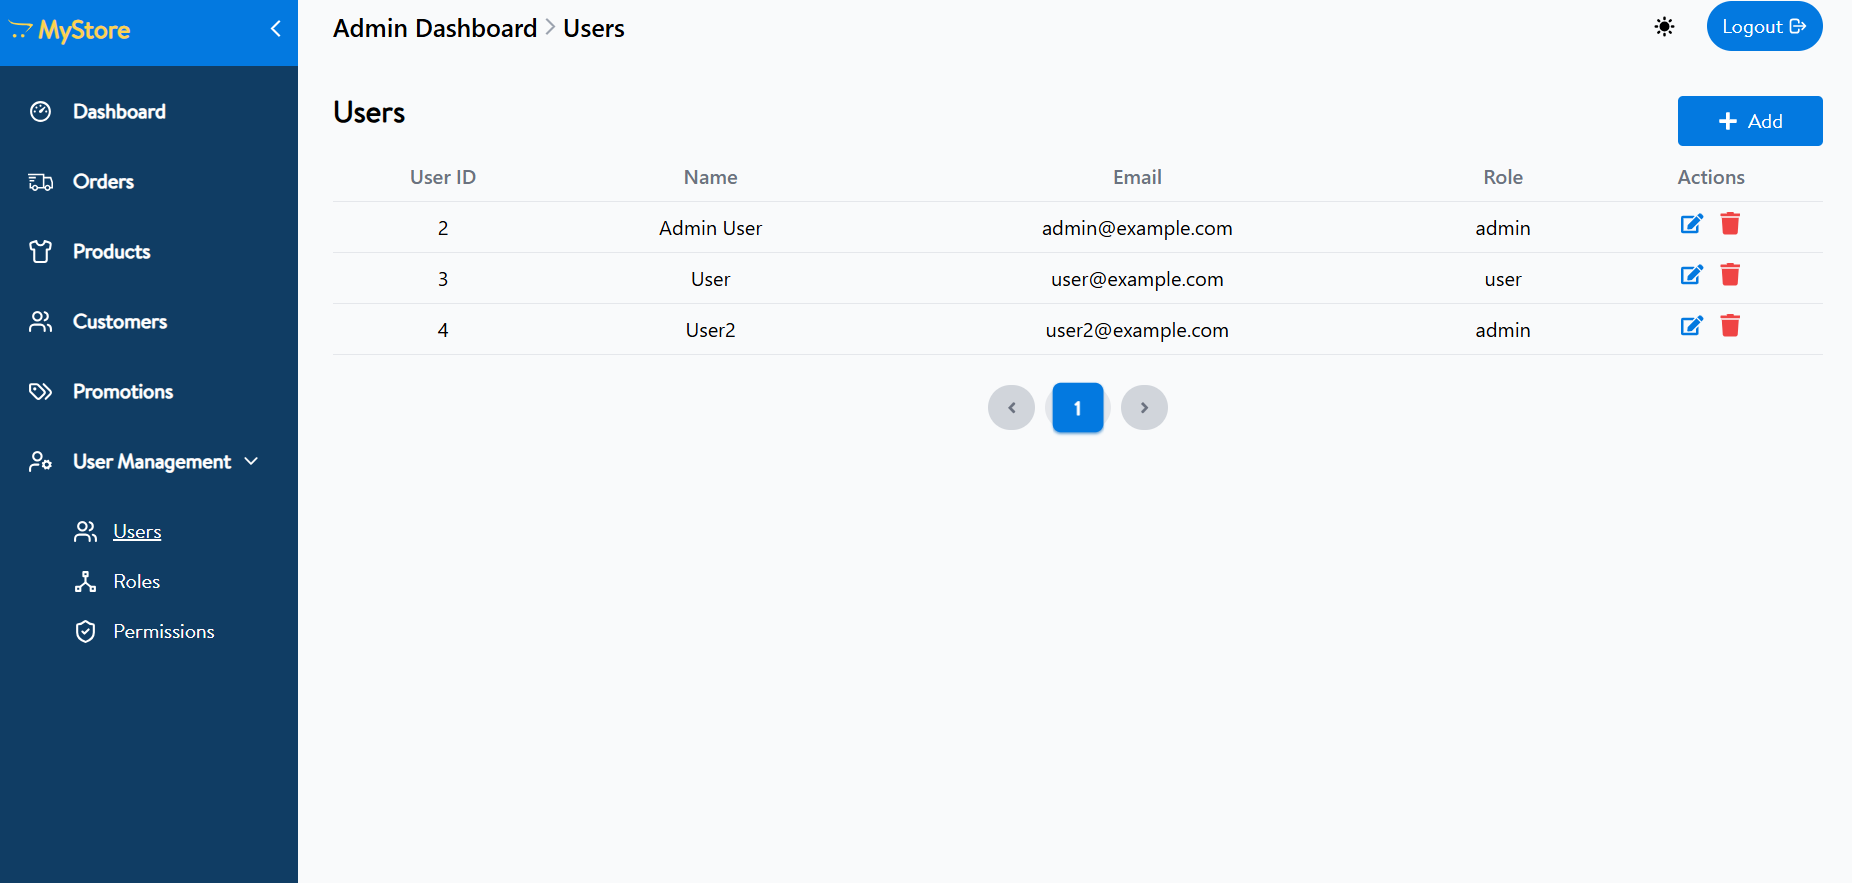 MyStore
Admin Dashboard Users
Logout
Dashboard
Orders
Products
Customers
Promotions
User Management
Users
Roles
Permissions
Users
Add
User ID Name Email Role Actions
2 Admin User admin@example.com admin
3 User user@example.com user
4 User2 user2@example.com admin
1